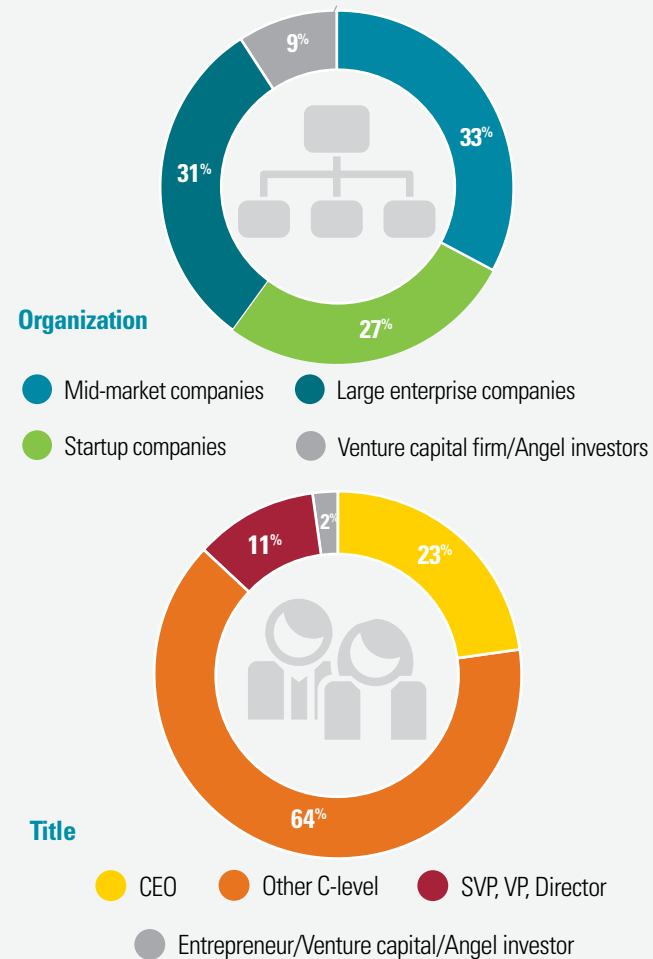 9%
33%
31%
27%
Organization
Mid-market companies
Large enterprise companies
Startup companies
Venture capital firm/Angel investors
2%
11%
23%
64%
Title
CEO
Other C-level
SVP, VP, Director
Entrepreneur/Venture capital/Angel investor